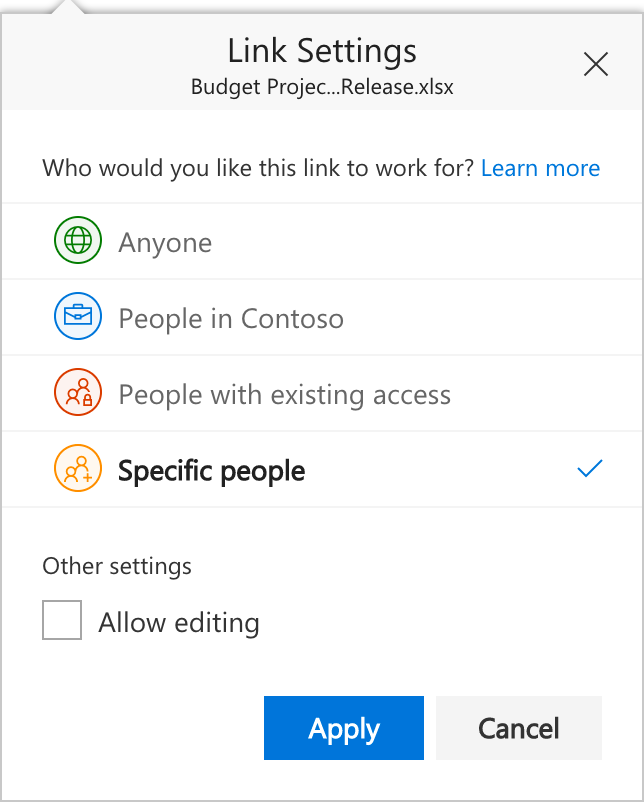 Link Settings
Budget Projec...Release.xlsx
Who would you like this link to work for? Learn more
Anyone
People in Contoso
People with existing access
Specific people
Other settings
Allow editing
Apply
Cancel